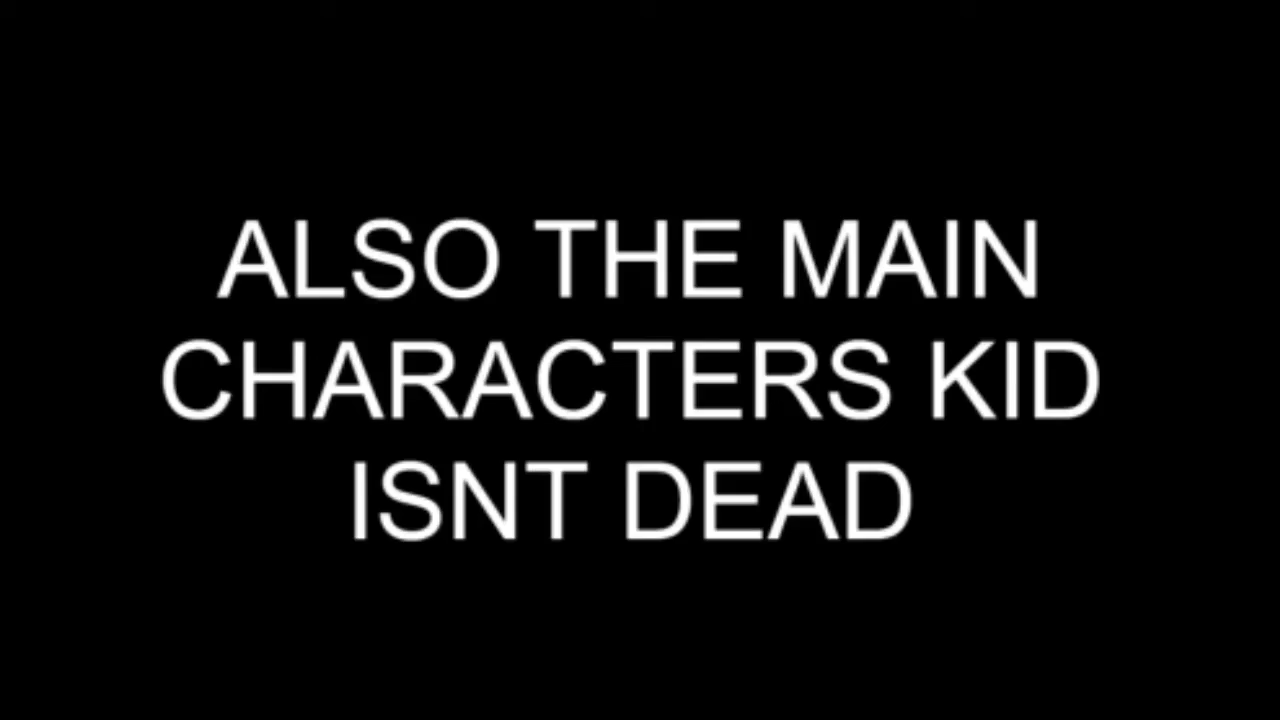 ALSO THE MAIN
CHARACTERS KID
ISNT DEAD